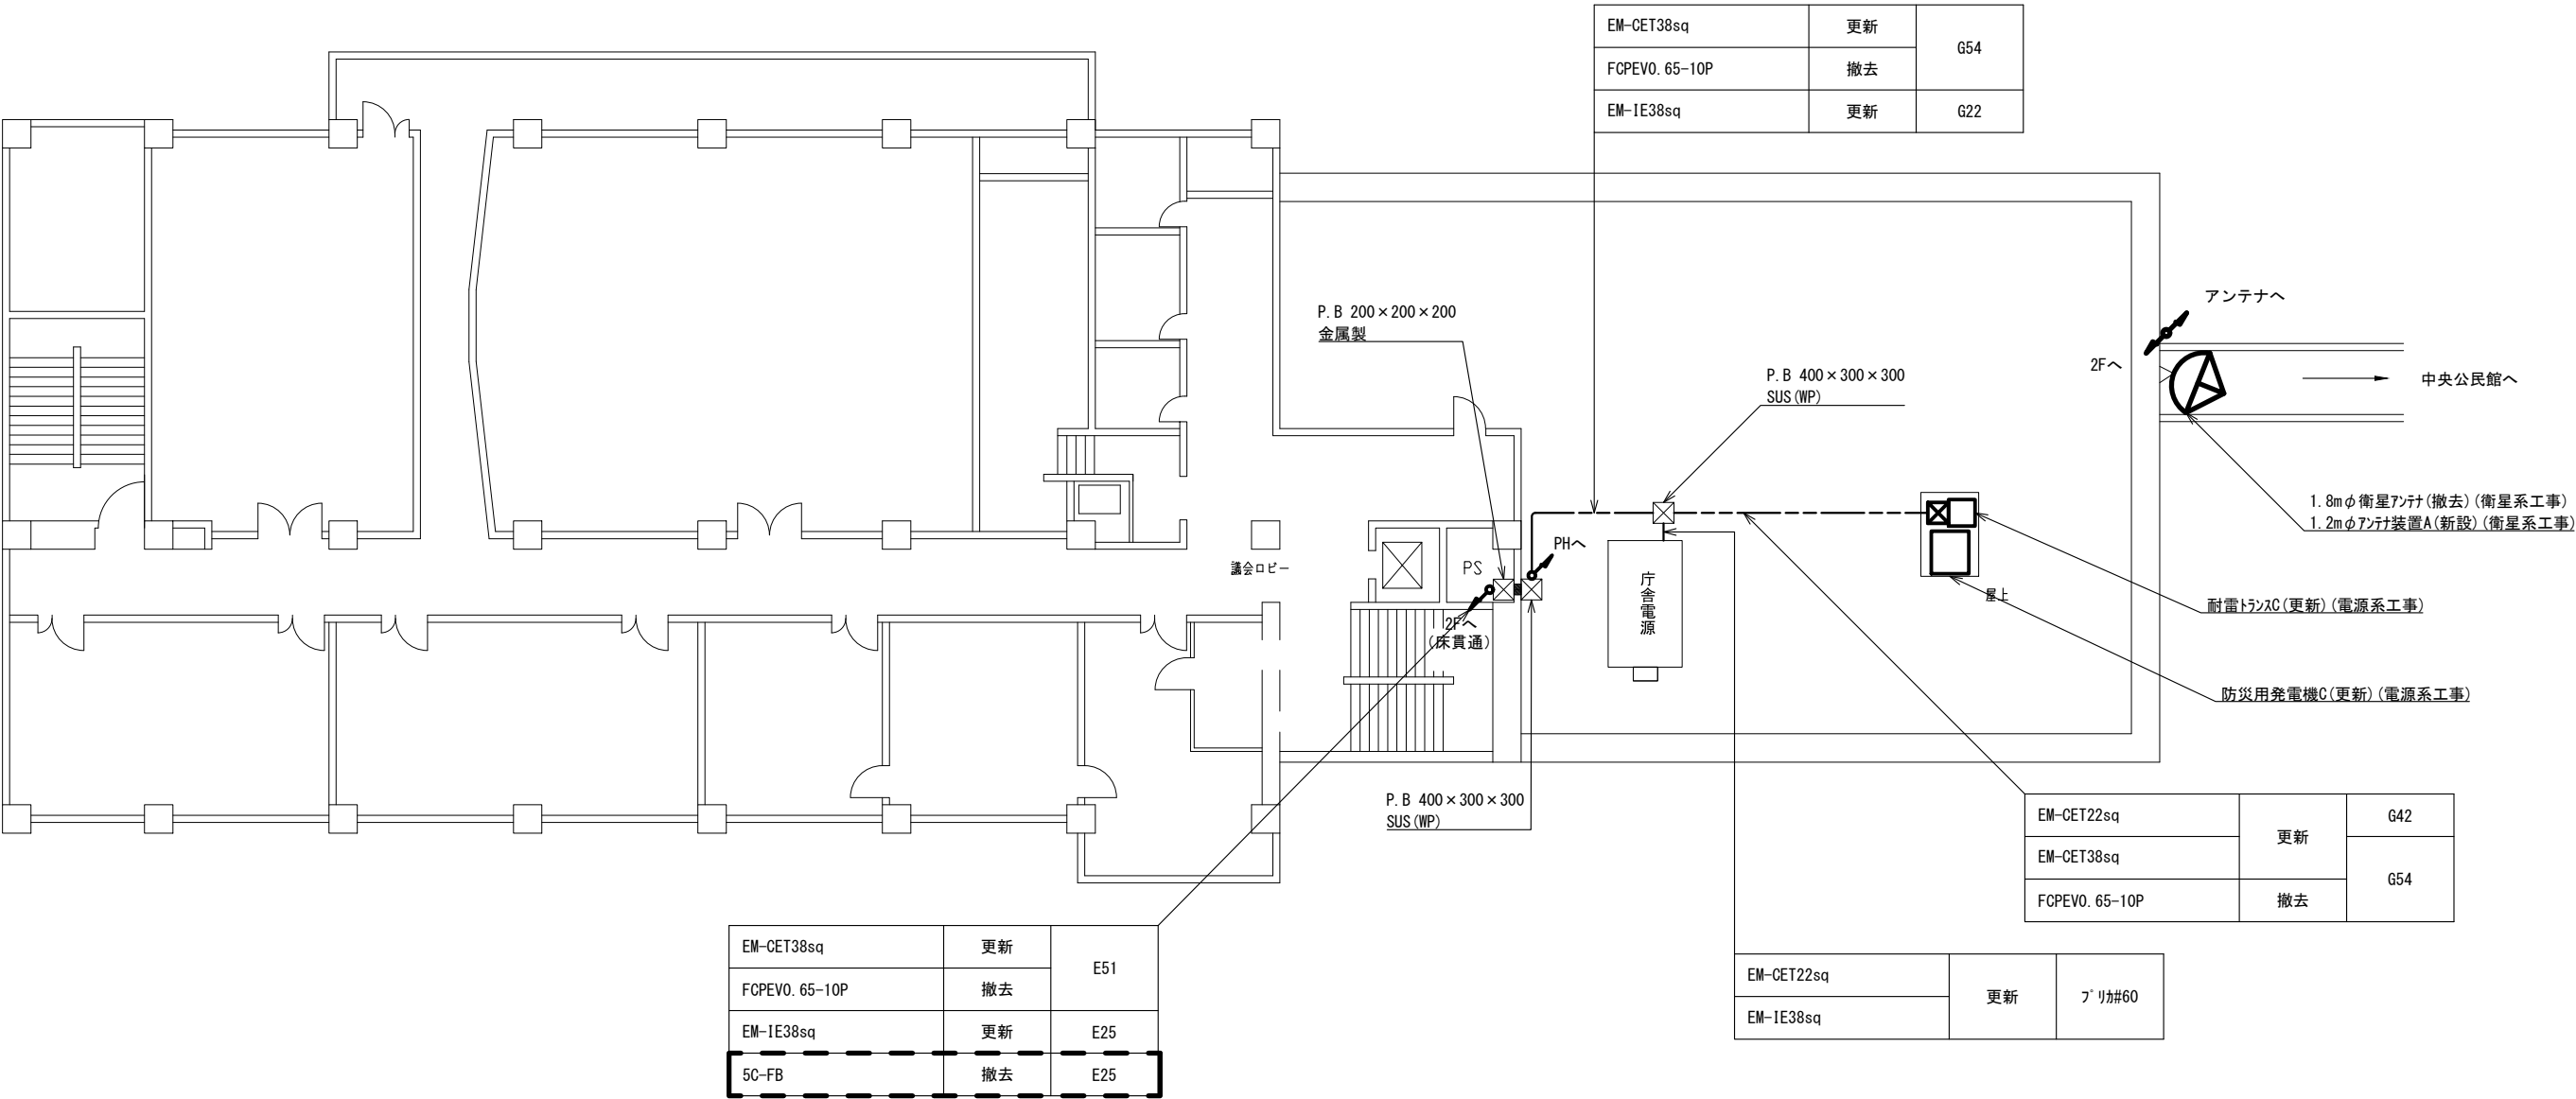 EM-CET38sq 更新 G54
FCPEV0.65-10P 撤去
EM-IE38sq 更新 G22
アンテナへ
P.B 200×200×200
金属製
2Fへ
P.B 400×300×300
SUS(WP)
中央公民館へ
1.8mφ衛星アンテナ(撤去)(衛星系工事)
1.2mφアンテナ装置A(新設)(衛星系工事)
PHへ
議会ロビー
PS
庁舎電源
屋上
耐雷トランスC(更新)(電源系工事)
2Fへ
(床貫通)
防災用発電機C(更新)(電源系工事)
P.B 400×300×300
SUS(WP)
EM-CET22sq 更新 G42
EM-CET38sq G54
FCPEV0.65-10P 撤去
EM-CET38sq 更新 E51
FCPEV0.65-10P 撤去
EM-IE38sq 更新 E25
5C-FB 撤去 E25
EM-CET22sq 更新 プリカ#60
EM-IE38sq